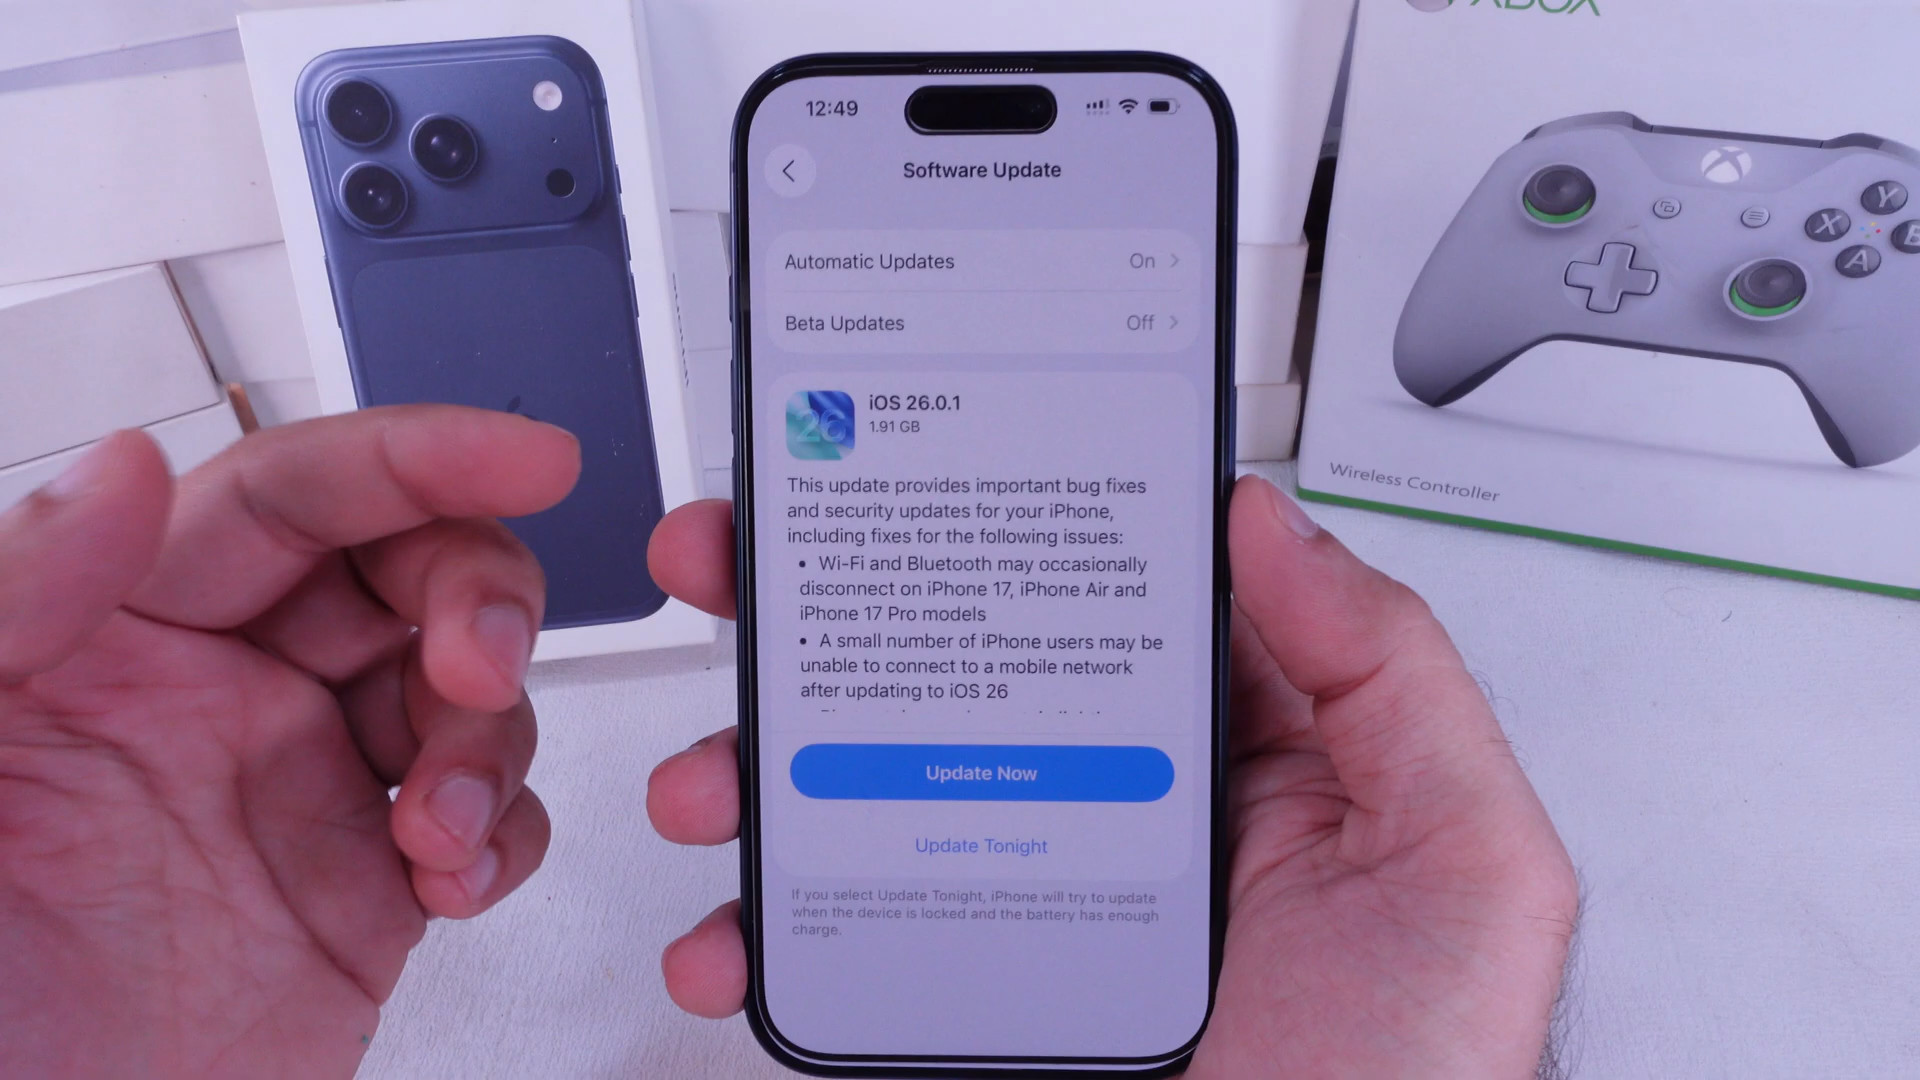 XBOX
12:49
Software Update
Automatic Updates On
Beta Updates Off
26
iOS 26.0.1
1.91 GB
This update provides important bug fixes
and security updates for your iPhone,
including fixes for the following issues:
• Wi-Fi and Bluetooth may occasionally
disconnect on iPhone 17, iPhone Air and
iPhone 17 Pro models
• A small number of iPhone users may be
unable to connect to a mobile network
after updating to iOS 26
Update Now
Update Tonight
If you select Update Tonight, iPhone will try to update
when the device is locked and the battery has enough
charge.
Y
X
B
A
Wireless Controller